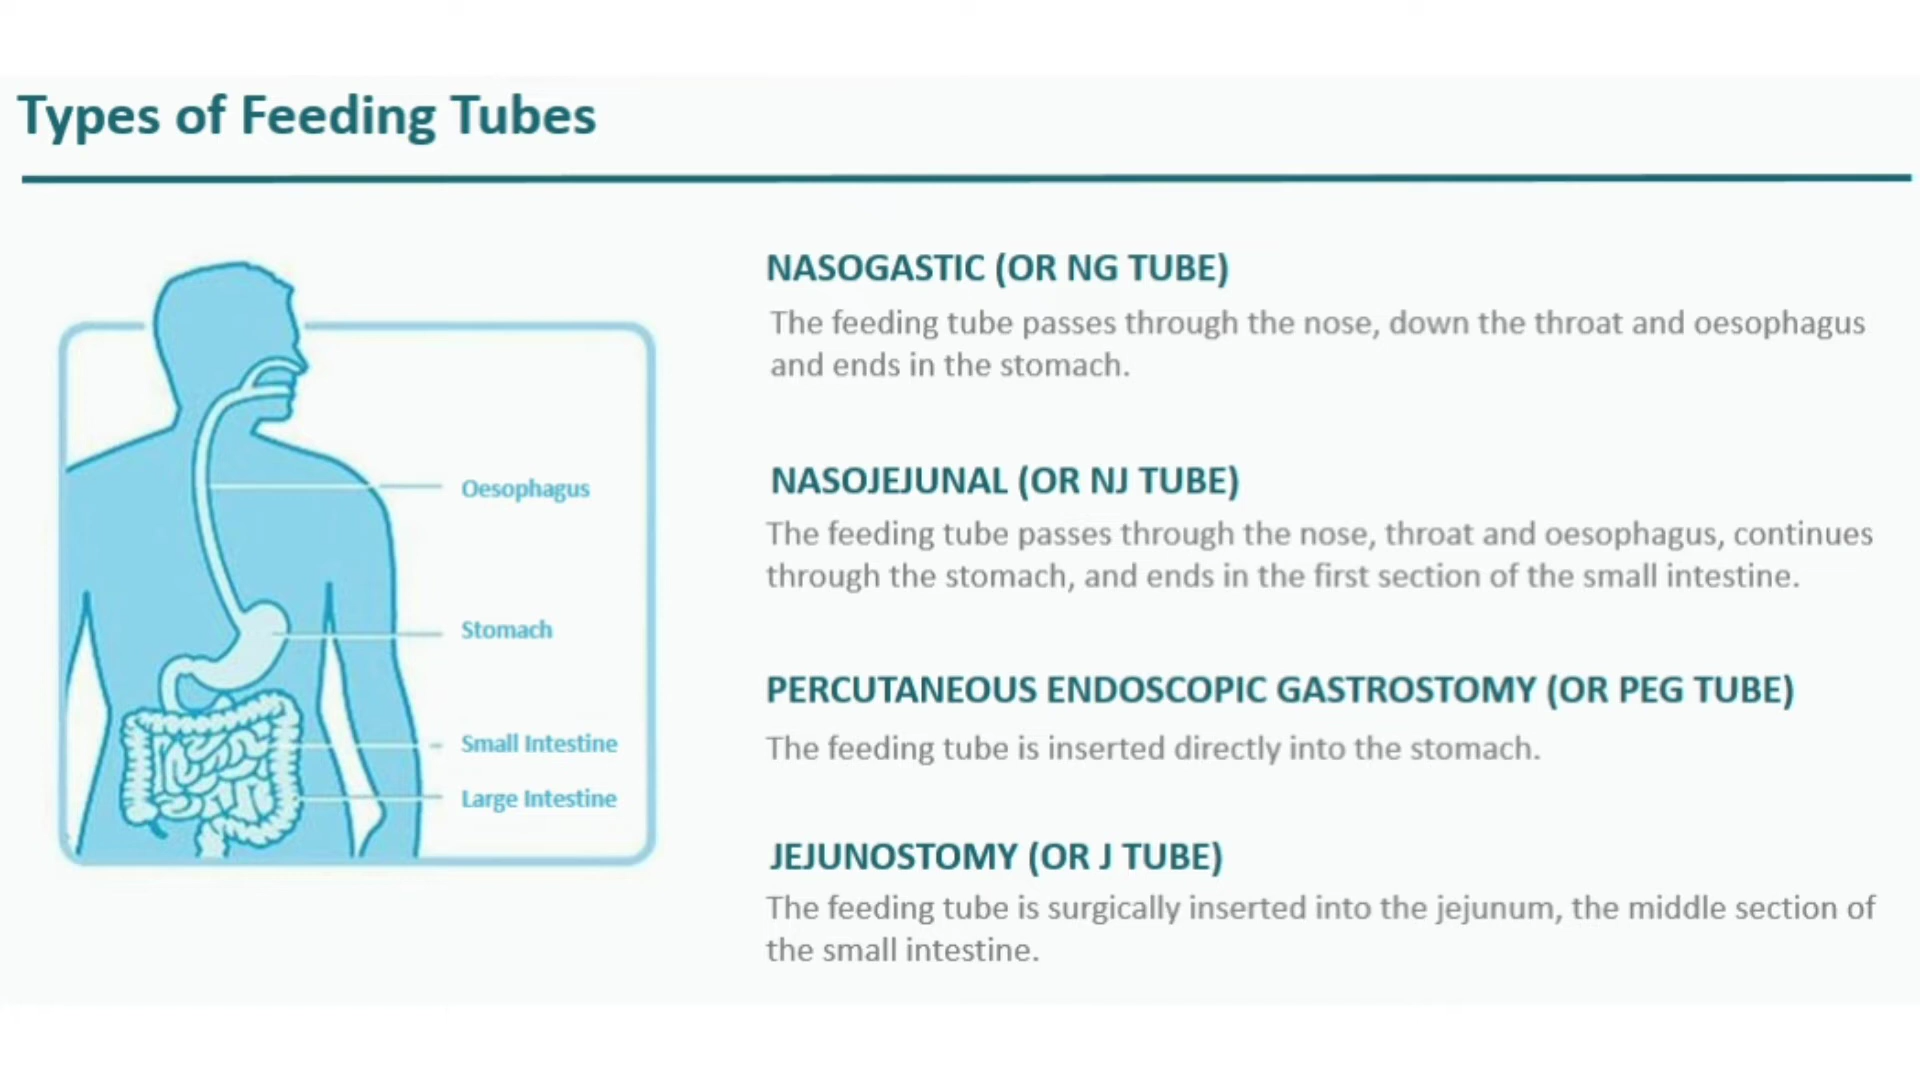 Types of Feeding Tubes
NASOGASTIC (OR NG TUBE)
The feeding tube passes through the nose, down the throat and oesophagus
and ends in the stomach.
NASOJEJUNAL (OR NJ TUBE)
The feeding tube passes through the nose, throat and oesophagus, continues
through the stomach, and ends in the first section of the small intestine.
PERCUTANEOUS ENDOSCOPIC GASTROSTOMY (OR PEG TUBE)
The feeding tube is inserted directly into the stomach.
JEJUNOSTOMY (OR J TUBE)
The feeding tube is surgically inserted into the jejunum, the middle section of
the small intestine.
Oesophagus
Stomach
Small Intestine
Large Intestine